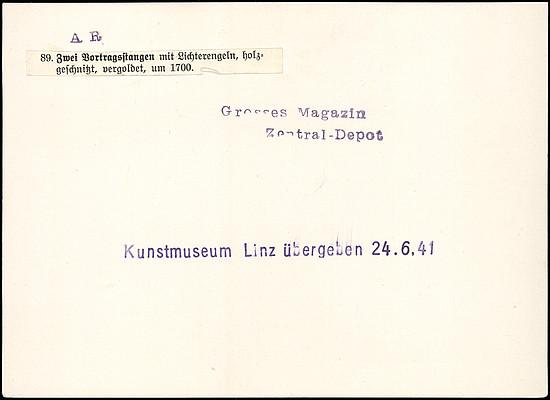 A R
89. Zwei Vortragsstangen mit Lichterengeln, holz-
geschnitzt, vergoldet, um 1700.
Grosses Magazin
Zentral-Depot
Kunstmuseum Linz übergeben 24.6.41